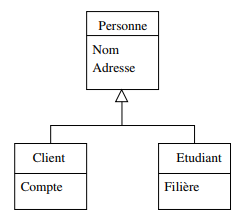 Personne
Nom
Adresse
Client
Compte
Etudiant
Filière